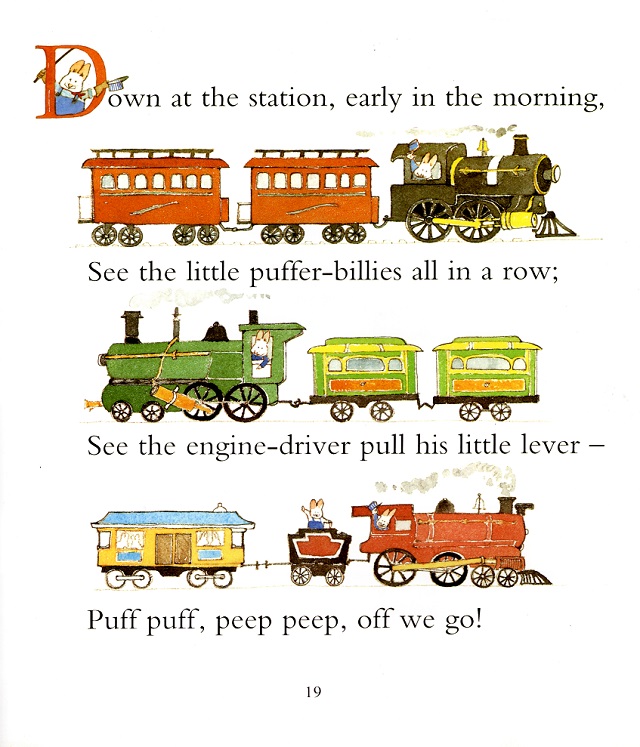 Down at the station, early in the morning,
See the little puffer-billies all in a row;
See the engine-driver pull his little lever –
Puff puff, peep peep, off we go!
19